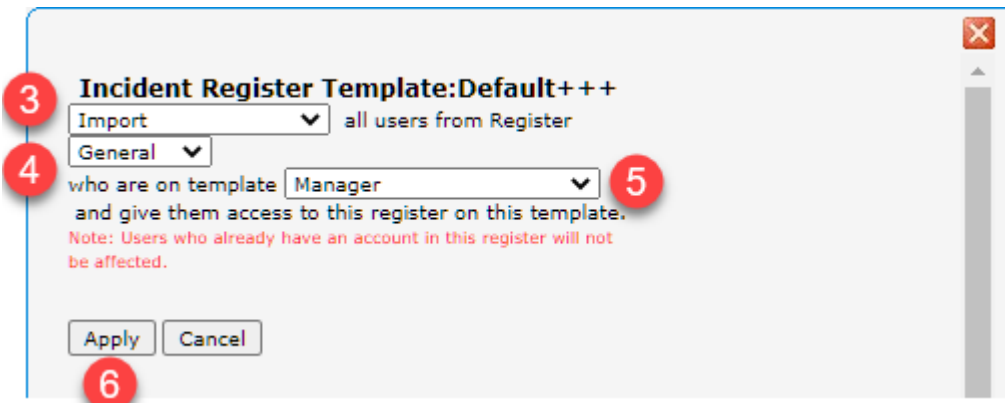 Incident Register Template:Default+++
3
Import all users from Register
General
4
who are on template Manager 5
and give them access to this register on this template.
Note: Users who already have an account in this register will not
be affected.
Apply Cancel
6